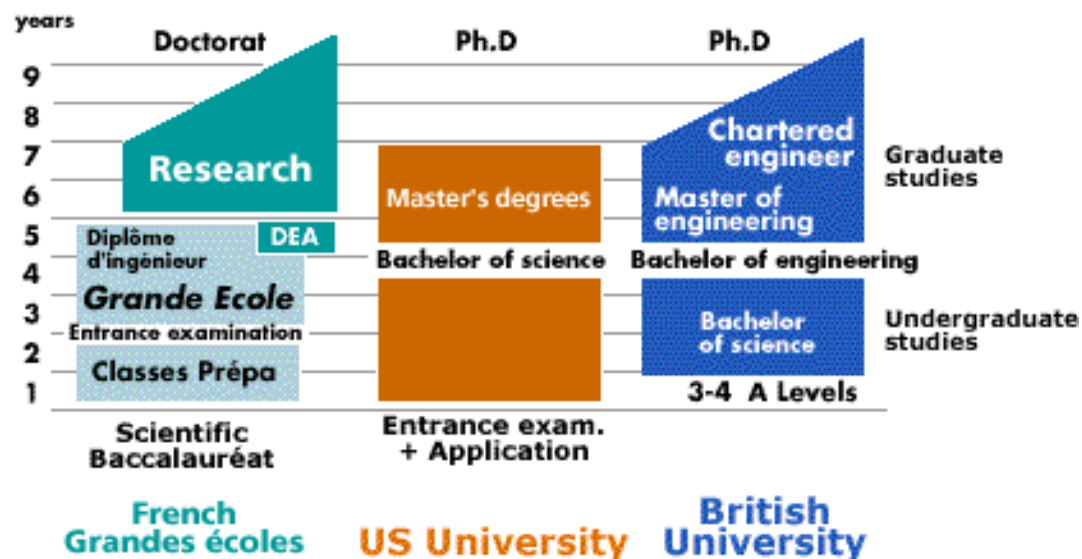 years
Doctorat
Ph.D
Ph.D
9
8
7
6
5
4
3
2
1
Research
DEA
Diplôme
d'ingénieur
Grande Ecole
Entrance examination
Classes Prépa
Scientific
Baccalauréat
French
Grandes écoles
Master's degrees
Bachelor of science
Entrance exam.
+ Application
US University
Chartered
engineer
Master of
engineering
Bachelor of engineering
Bachelor
of science
3-4 A Levels
British
University
Graduate
studies
Undergraduate
studies